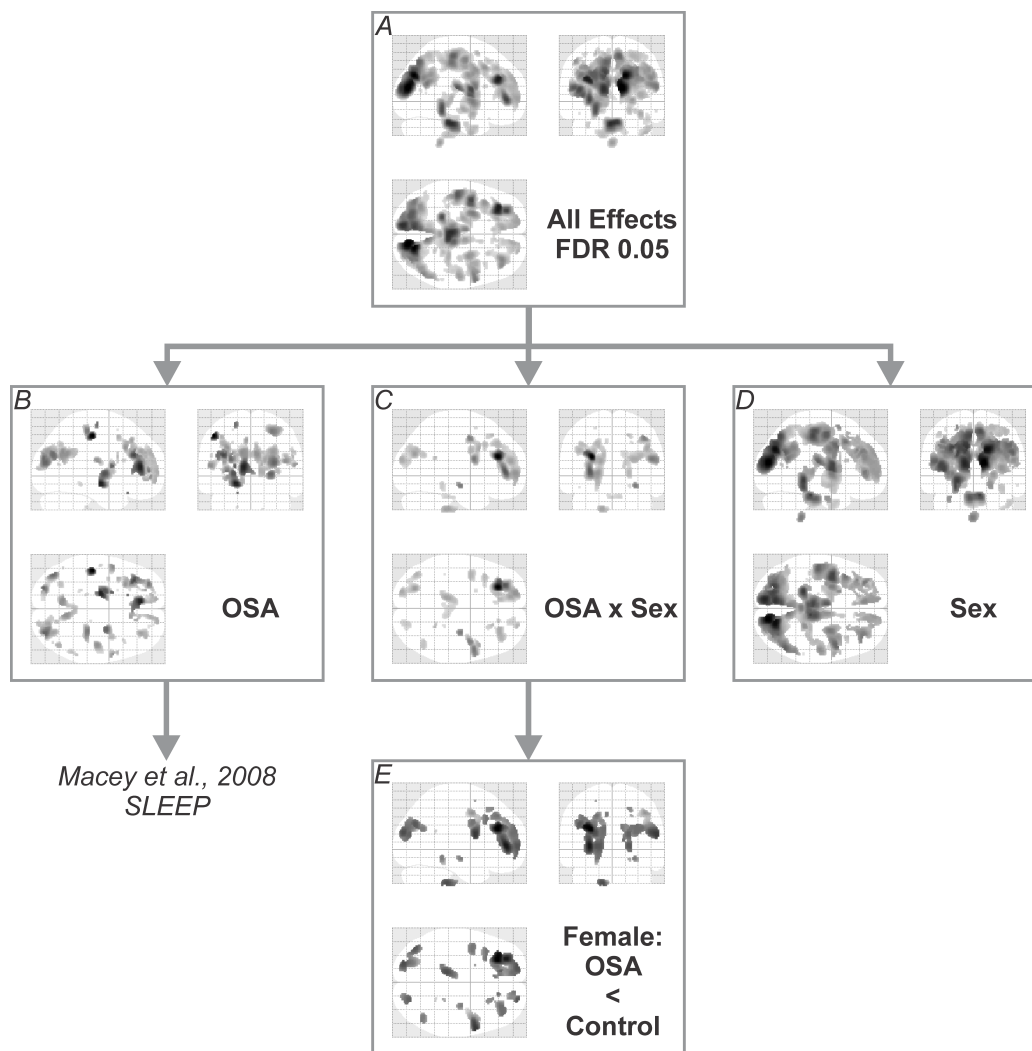 A
All Effects
FDR 0.05
B
OSA
C
OSA x Sex
D
Sex
Macey et al., 2008
SLEEP
E
Female:
OSA
<
Control